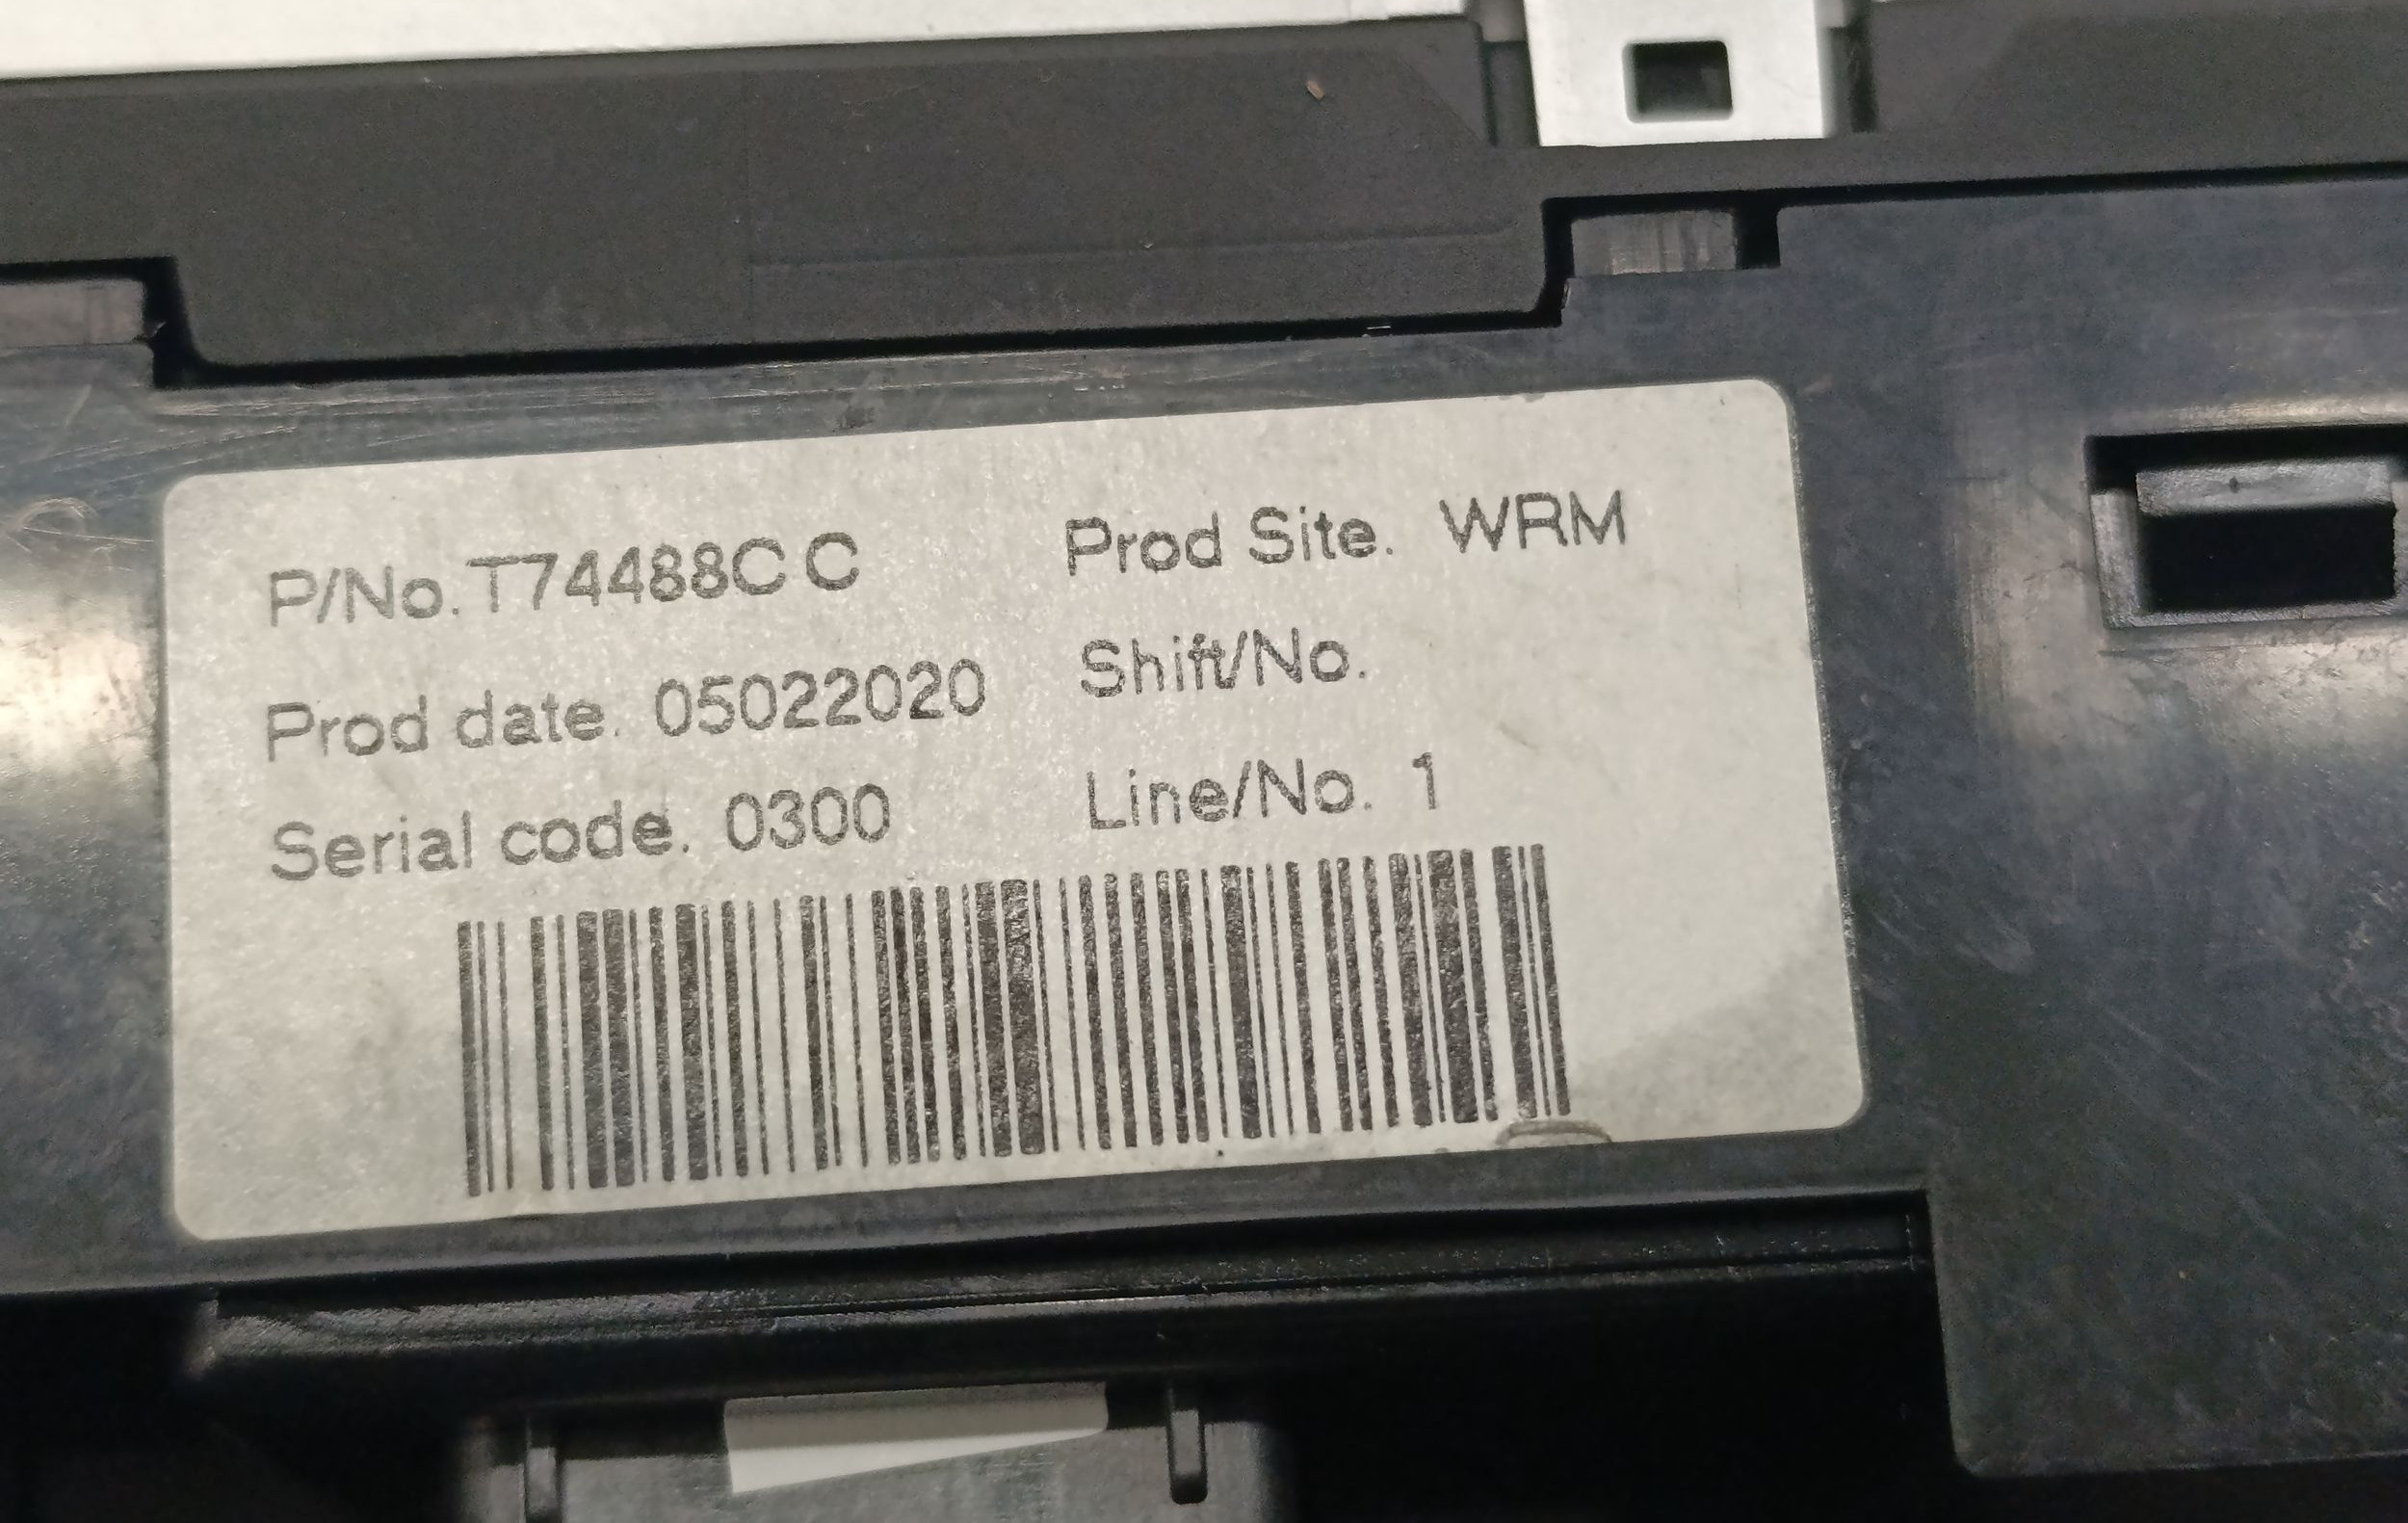 P/No.T74488C C Prod Site. WRM
Prod date. 05022020 Shift/No.
Serial code. 0300 Line/No. 1